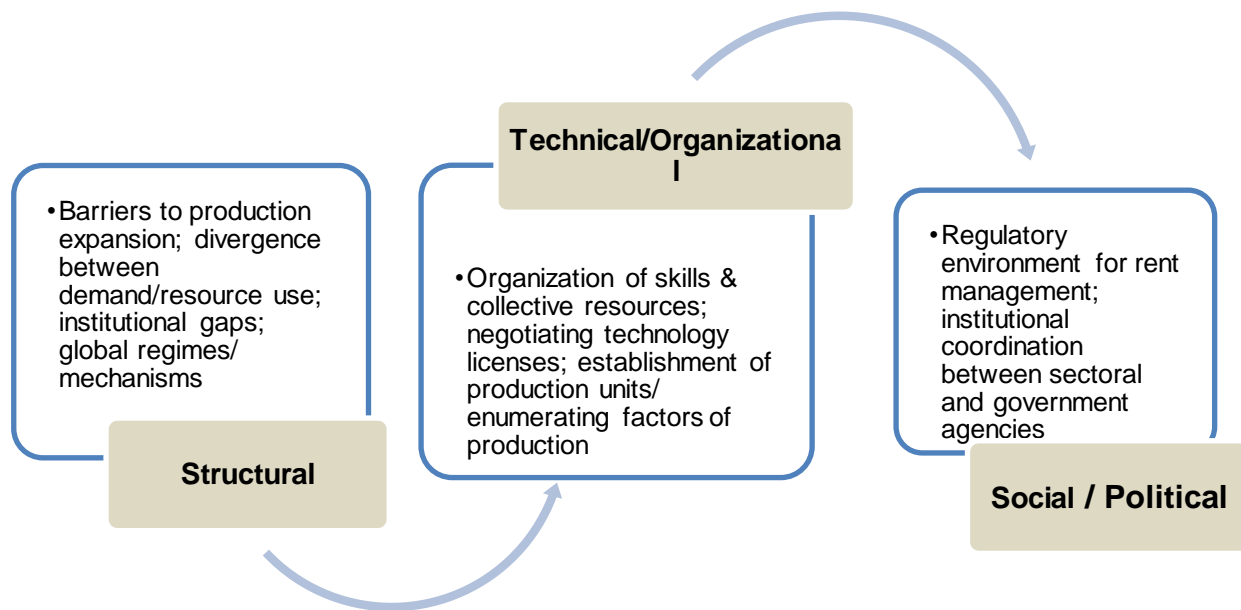 •Barriers to production
expansion; divergence
between
demand/resource use;
institutional gaps;
global regimes/
mechanisms
Structural
Technical/Organizationa
l
•Organization of skills &
collective resources;
negotiating technology
licenses; establishment of
production units/
enumerating factors of
production
•Regulatory
environment for rent
management;
institutional
coordination
between sectoral
and government
agencies
Social / Political